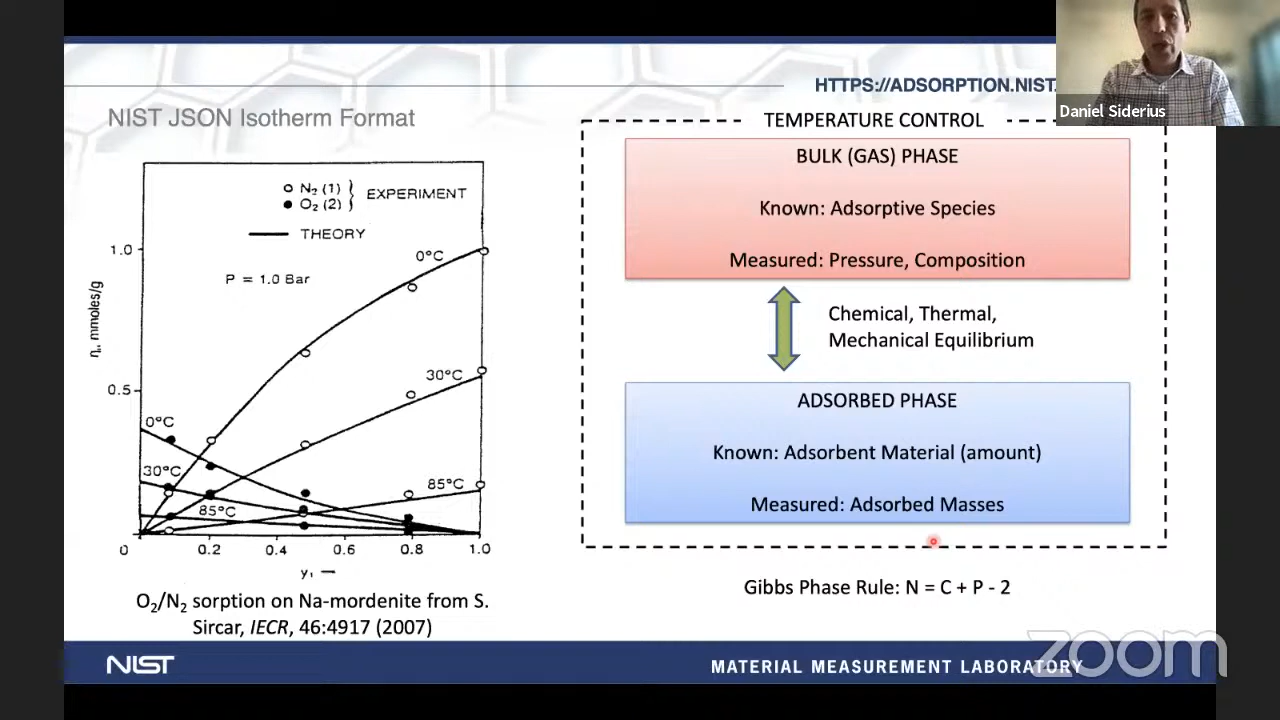 HTTPS://ADSORPTION.NIST.
Daniel Siderius
NIST JSON Isotherm Format
N₂ (1)
O₂ (2)
EXPERIMENT
THEORY
P = 1.0 Bar
1.0
0.5
0
0.2
0.4
0.6
0.8
1.0
0°C
30°C
85°C
0°C
30°C
85°C
mmoles/g
y₁
O₂/N₂ sorption on Na-mordenite from S.
Sircar, IECR, 46:4917 (2007)
TEMPERATURE CONTROL
BULK (GAS) PHASE
Known: Adsorptive Species
Measured: Pressure, Composition
Chemical, Thermal,
Mechanical Equilibrium
ADSORBED PHASE
Known: Adsorbent Material (amount)
Measured: Adsorbed Masses
Gibbs Phase Rule: N = C + P - 2
NIST
MATERIAL MEASUREMENT LABORATORY
zoom